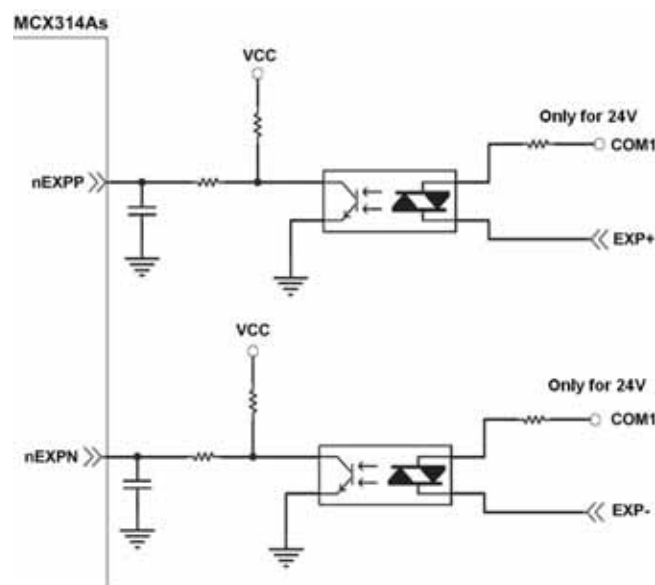 MCX314As
VCC
Only for 24V
COM1
nEXPP
EXP+
VCC
Only for 24V
COM1
nEXPN
EXP-